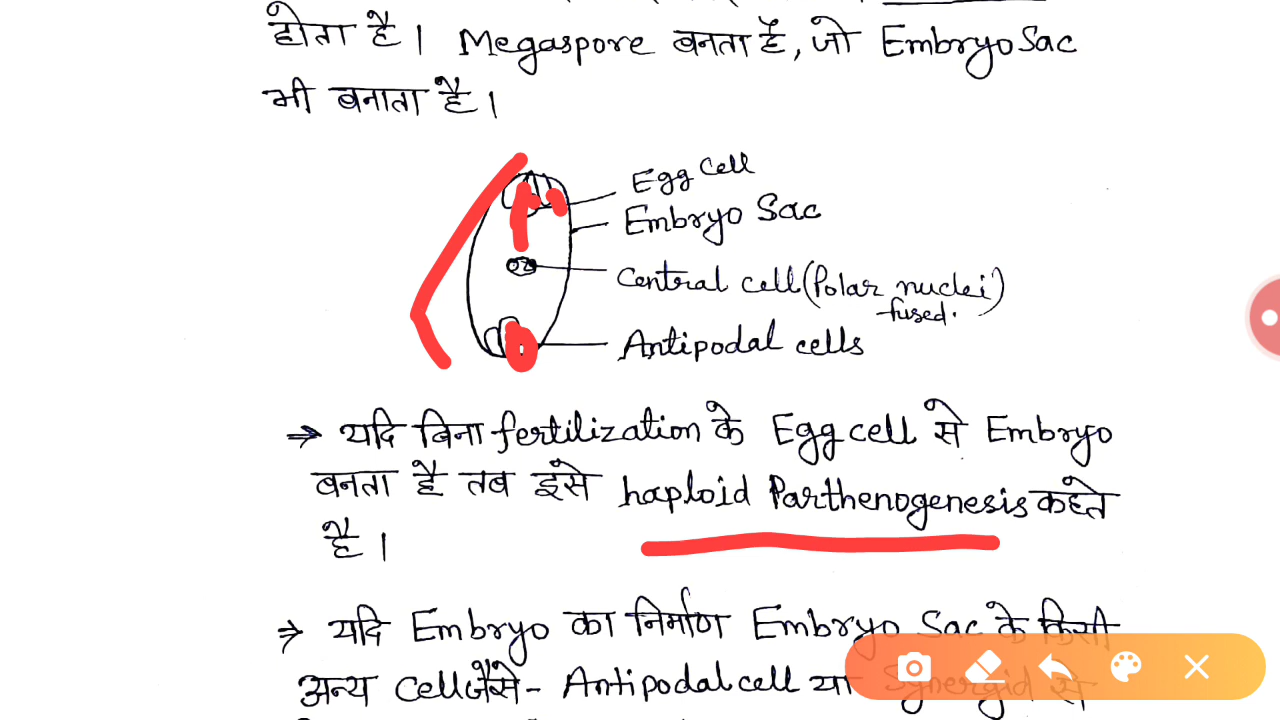 होता है। Megaspore बनता है, जो Embryo Sac
भी बनाता है।
Egg Cell
Embryo Sac
Central cell (Polar nuclei)
fused.
Antipodal cells
⇒ यदि बिना fertilization के Egg cell से Embryo
बनता है तब इसे haploid Parthenogenesis कहते
है।
⇒ यदि Embryo का निर्माण Embryo Sac के किसी
अन्य Cell जैसे - Antipodal cell या Synergid से